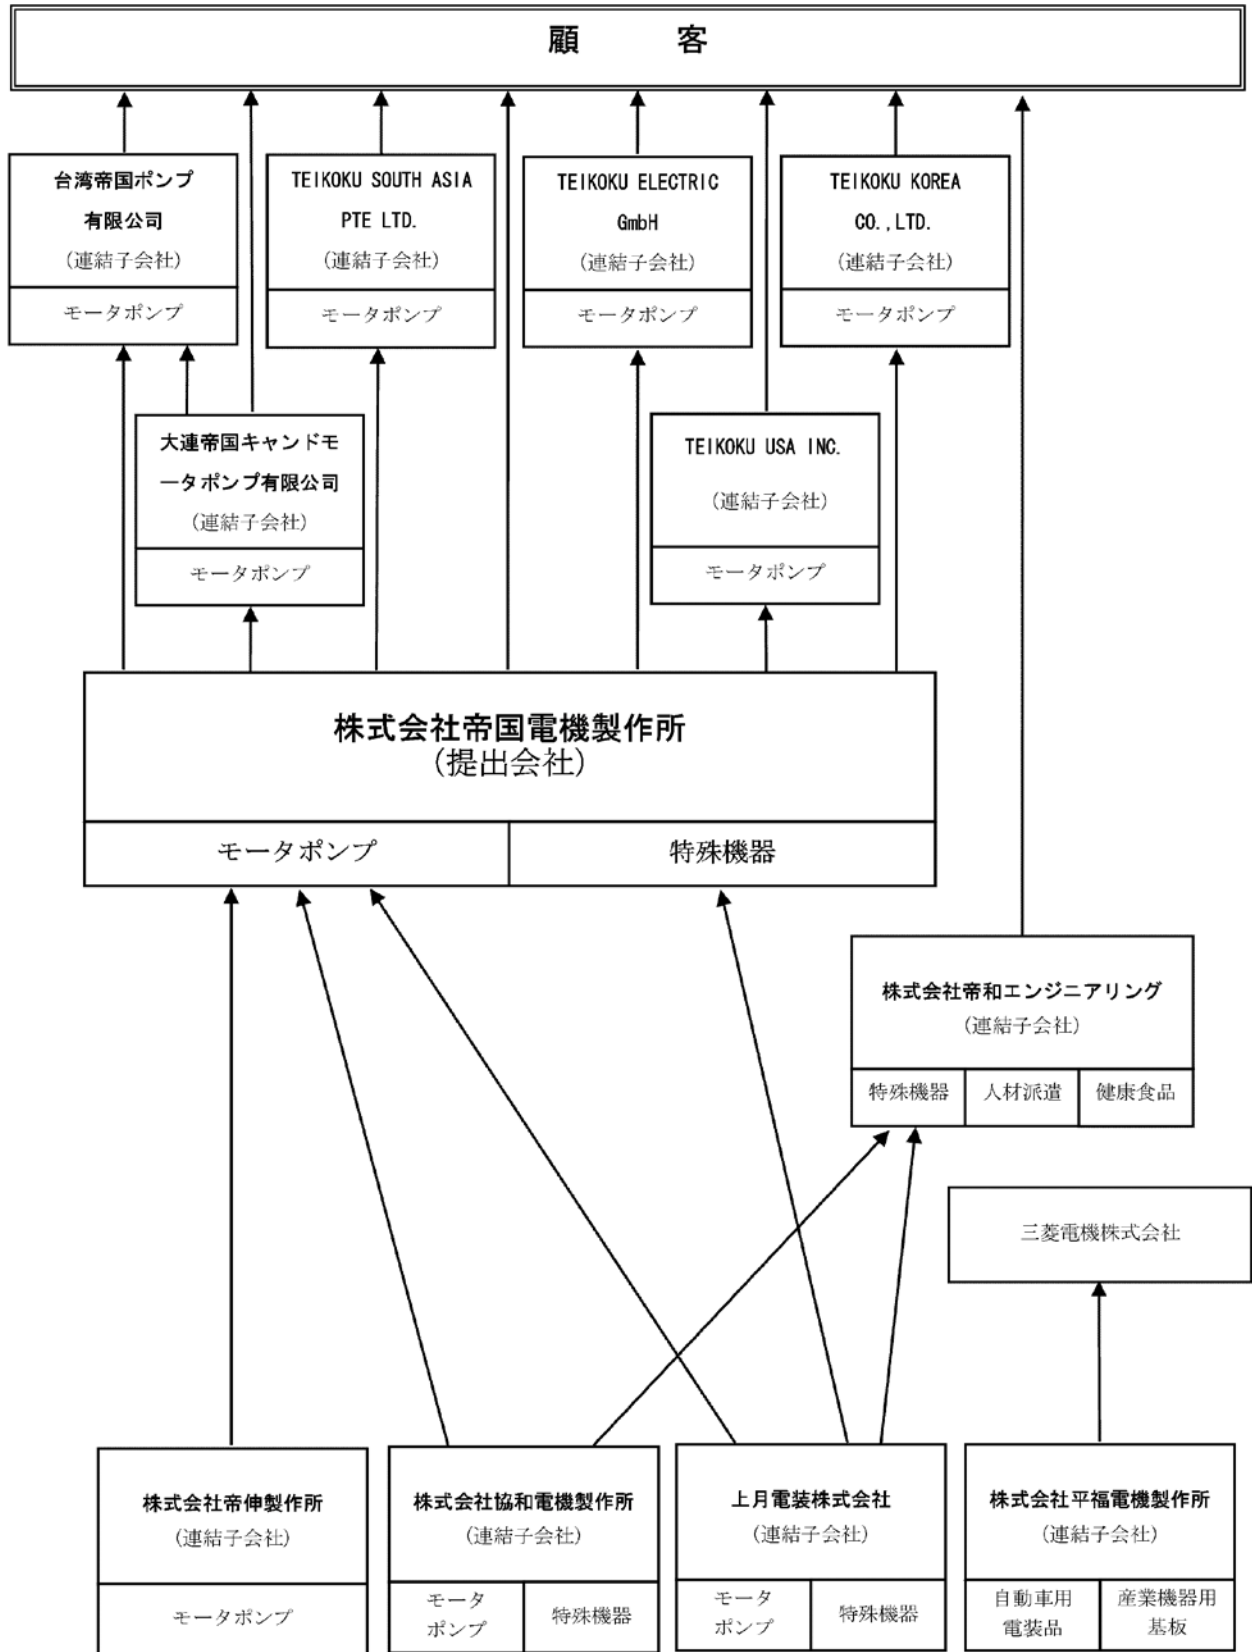 顧 客
台湾帝国ポンプ
有限公司
(連結子会社)
モータポンプ
TEIKOKU SOUTH ASIA
PTE LTD.
(連結子会社)
モータポンプ
TEIKOKU ELECTRIC
GmbH
(連結子会社)
モータポンプ
TEIKOKU KOREA
CO.,LTD.
(連結子会社)
モータポンプ
大連帝国キャンドモ
ータポンプ有限公司
(連結子会社)
モータポンプ
TEIKOKU USA INC.
(連結子会社)
モータポンプ
株式会社帝国電機製作所
(提出会社)
モータポンプ
特殊機器
株式会社帝和エンジニアリング
(連結子会社)
特殊機器
人材派遣
健康食品
三菱電機株式会社
株式会社帝伸製作所
(連結子会社)
モータポンプ
株式会社協和電機製作所
(連結子会社)
モータ
ポンプ
特殊機器
上月電装株式会社
(連結子会社)
モータ
ポンプ
特殊機器
株式会社平福電機製作所
(連結子会社)
自動車用
電装品
産業機器用
基板